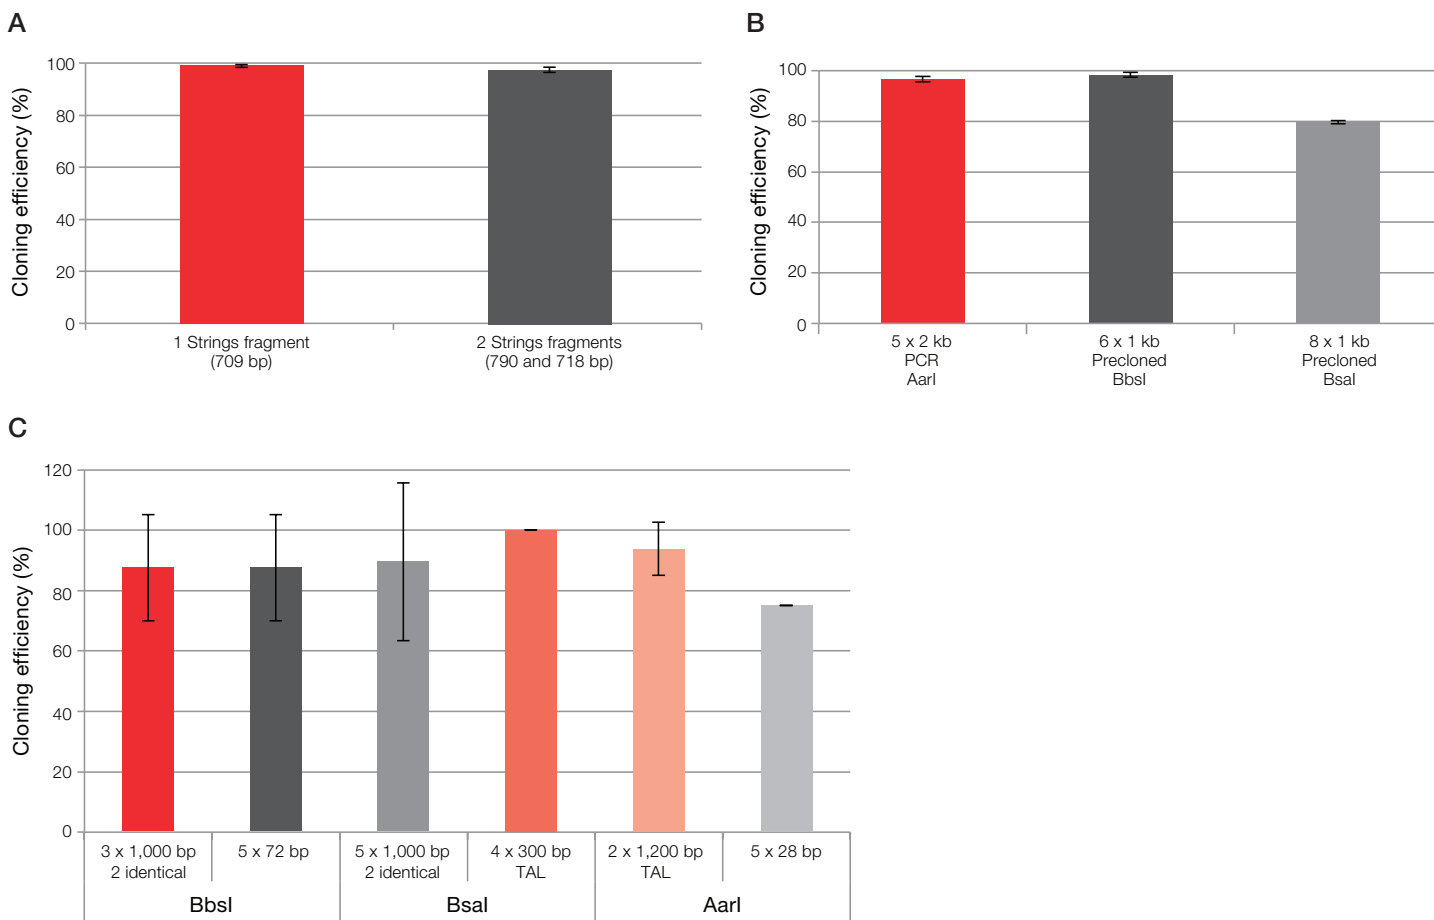 A
Cloning efficiency (%)
100
80
60
40
20
0
1 Strings fragment
(709 bp)
2 Strings fragments
(790 and 718 bp)
B
Cloning efficiency (%)
100
80
60
40
20
0
5 x 2 kb
PCR
AarI
6 x 1 kb
Precloned
BbsI
8 x 1 kb
Precloned
BsaI
C
Cloning efficiency (%)
120
100
80
60
40
20
0
3 x 1,000 bp
2 identical
5 x 72 bp
5 x 1,000 bp
2 identical
4 x 300 bp
TAL
2 x 1,200 bp
TAL
5 x 28 bp
BbsI
BsaI
AarI